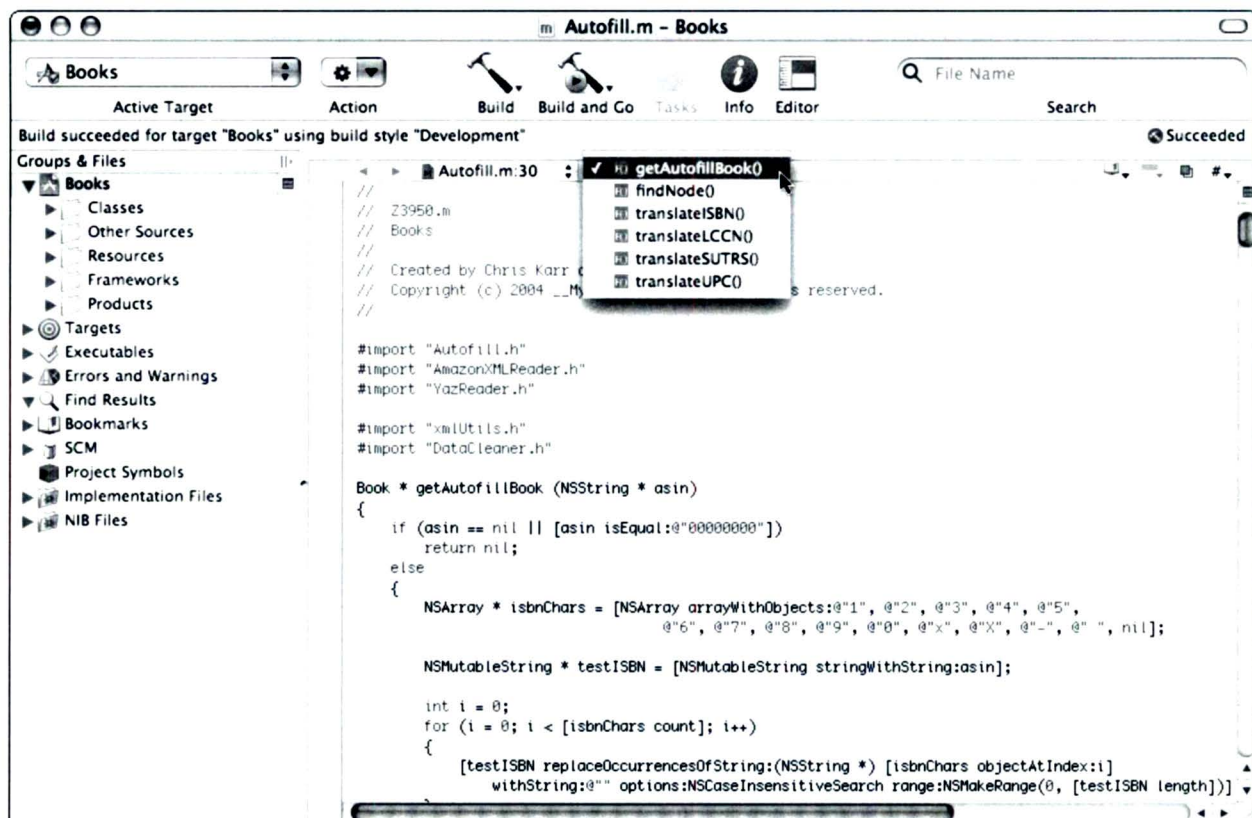 Autofill.m – Books
Books
Active Target
Action
Build
Build and Go
Tasks
Info
Editor
File Name
Search
Build succeeded for target "Books" using build style "Development"
Succeeded
Groups & Files
Books
Classes
Other Sources
Resources
Frameworks
Products
Targets
Executables
Errors and Warnings
Find Results
Bookmarks
SCM
Project Symbols
Implementation Files
NIB Files
Autofill.m:30
#
getAutofillBook()
findNode()
translateISBN()
translateLCCN()
translateSUTRS()
translateUPC()
//
// Z3950.m
// Books
//
// Created by Chris Karr
// Copyright (c) 2004 __My s reserved.
//
#import "Autofill.h"
#import "AmazonXMLReader.h"
#import "YazReader.h"
#import "xmlUtils.h"
#import "DataCleaner.h"
Book * getAutofillBook (NSString * asin)
{
if (asin == nil || [asin isEqual:@"00000000"])
return nil;
else
{
NSArray * isbnChars = [NSArray arrayWithObjects:@"1", @"2", @"3", @"4", @"5",
@"6", @"7", @"8", @"9", @"0", @"x", @"X", @"-", @" ", nil];
NSMutableString * testISBN = [NSMutableString stringWithString:asin];
int i = 0;
for (i = 0; i < [isbnChars count]; i++)
{
[testISBN replaceOccurrencesOfString:(NSString *) [isbnChars objectAtIndex:i]
withString:@"" options:NSCaseInsensitiveSearch range:NSMakeRange(0, [testISBN length])]